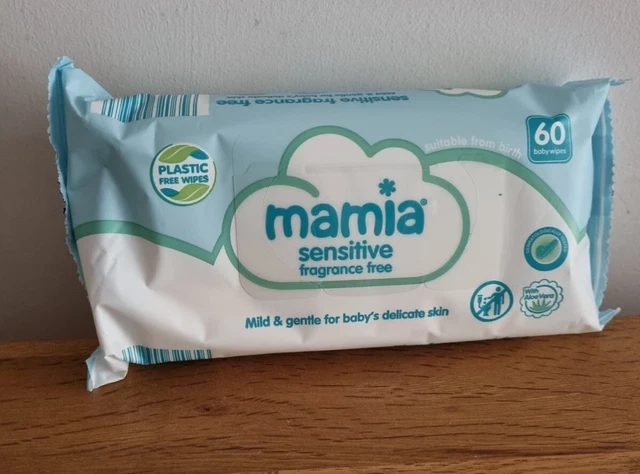 sensitive fragrance free
suitable from birth
60
baby wipes
PLASTIC
FREE WIPES
mamia®
sensitive
fragrance free
Mild & gentle for baby's delicate skin
With
Aloe Vera